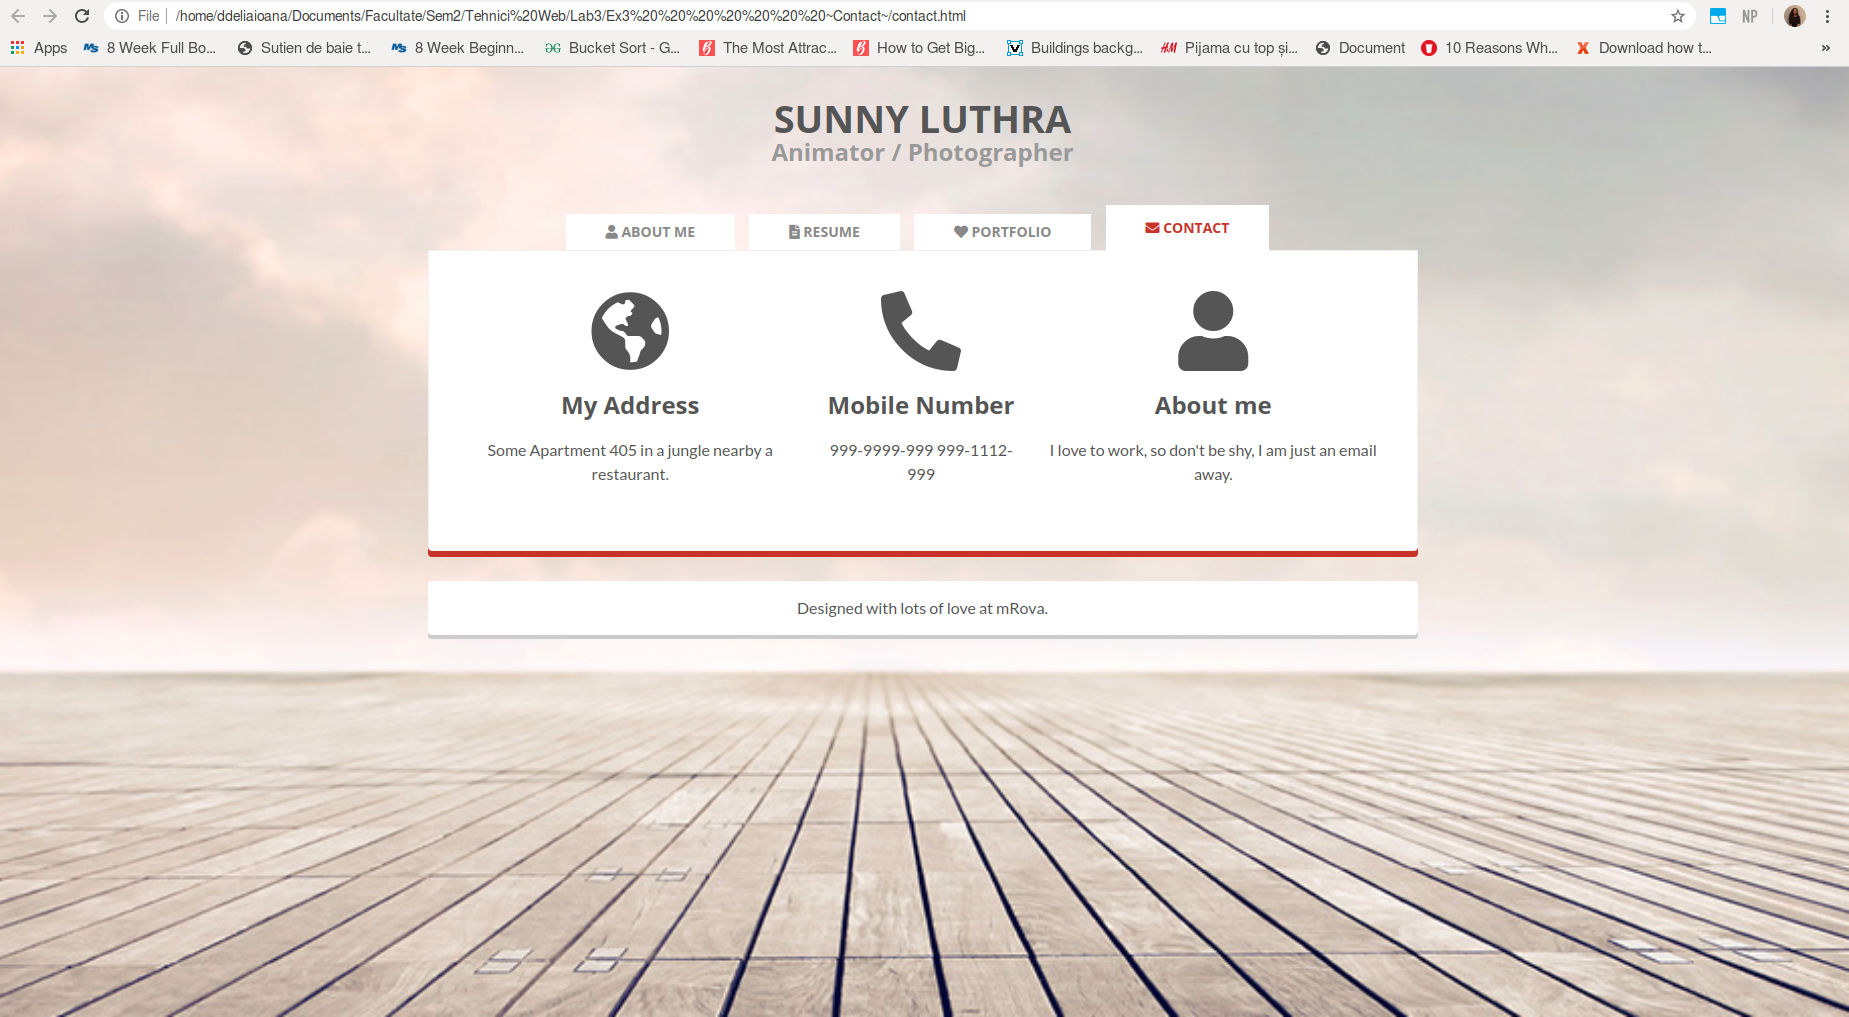 File /home/ddeliaioana/Documents/Facultate/Sem2/Tehnici%20Web/Lab3/Ex3%20%20%20%20%20%20%20~Contact~/contact.html
NP
Apps 8 Week Full Bo... Sutien de baie t... 8 Week Beginn... Bucket Sort - G... The Most Attrac... How to Get Big... Buildings backg... Pijama cu top și... Document 10 Reasons Wh... Download how t... »
SUNNY LUTHRA
Animator / Photographer
ABOUT ME RESUME PORTFOLIO CONTACT
My Address
Some Apartment 405 in a jungle nearby a
restaurant.
Mobile Number
999-9999-999 999-1112-
999
About me
I love to work, so don't be shy, I am just an email
away.
Designed with lots of love at mRova.